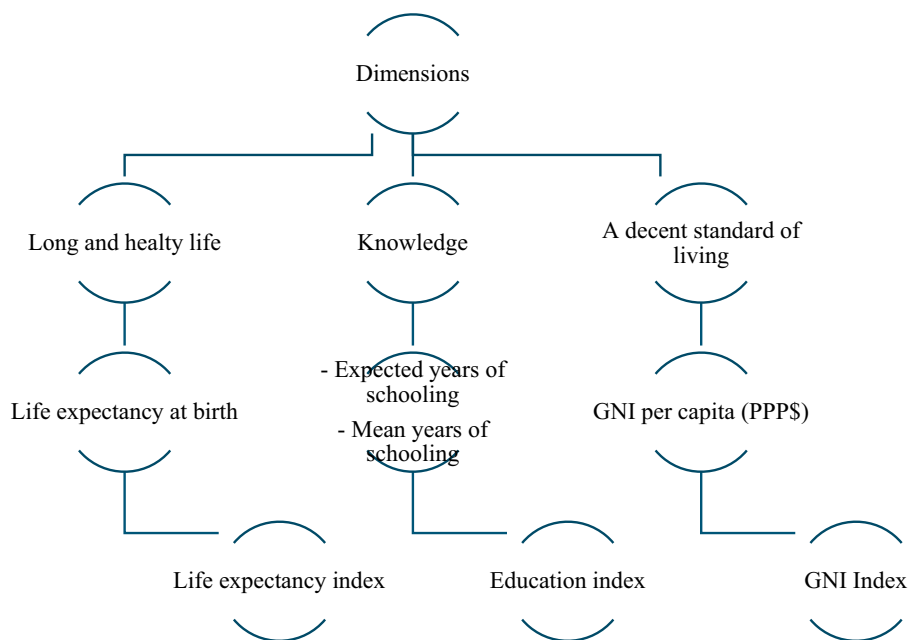 Dimensions
Long and healty life
Knowledge
A decent standard of
living
Life expectancy at birth
- Expected years of
schooling
- Mean years of
schooling
GNI per capita (PPP$)
Life expectancy index
Education index
GNI Index